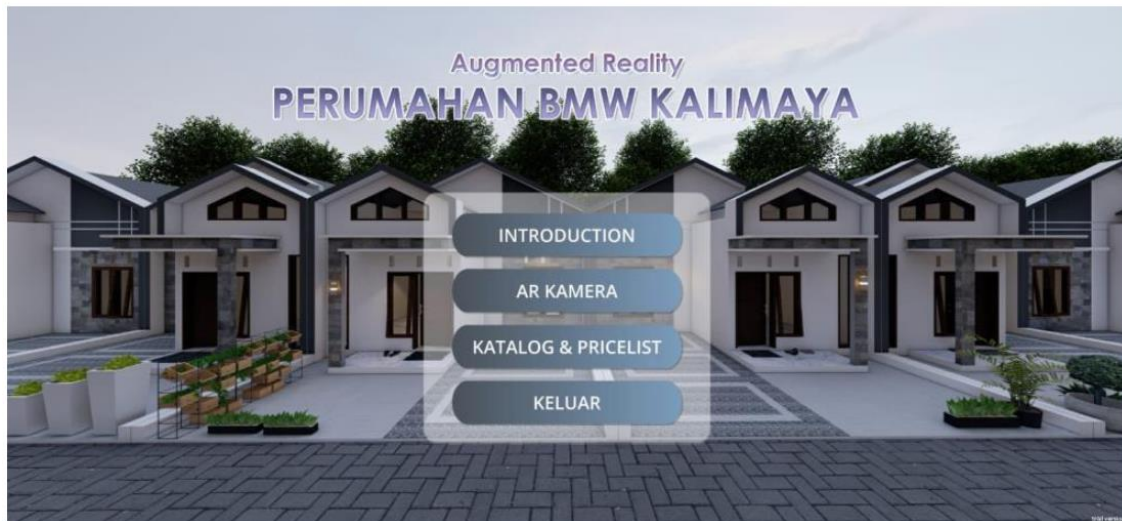 Augmented Reality
PERUMAHAN BMW KALIMAYA
INTRODUCTION
AR KAMERA
KATALOG & PRICELIST
KELUAR